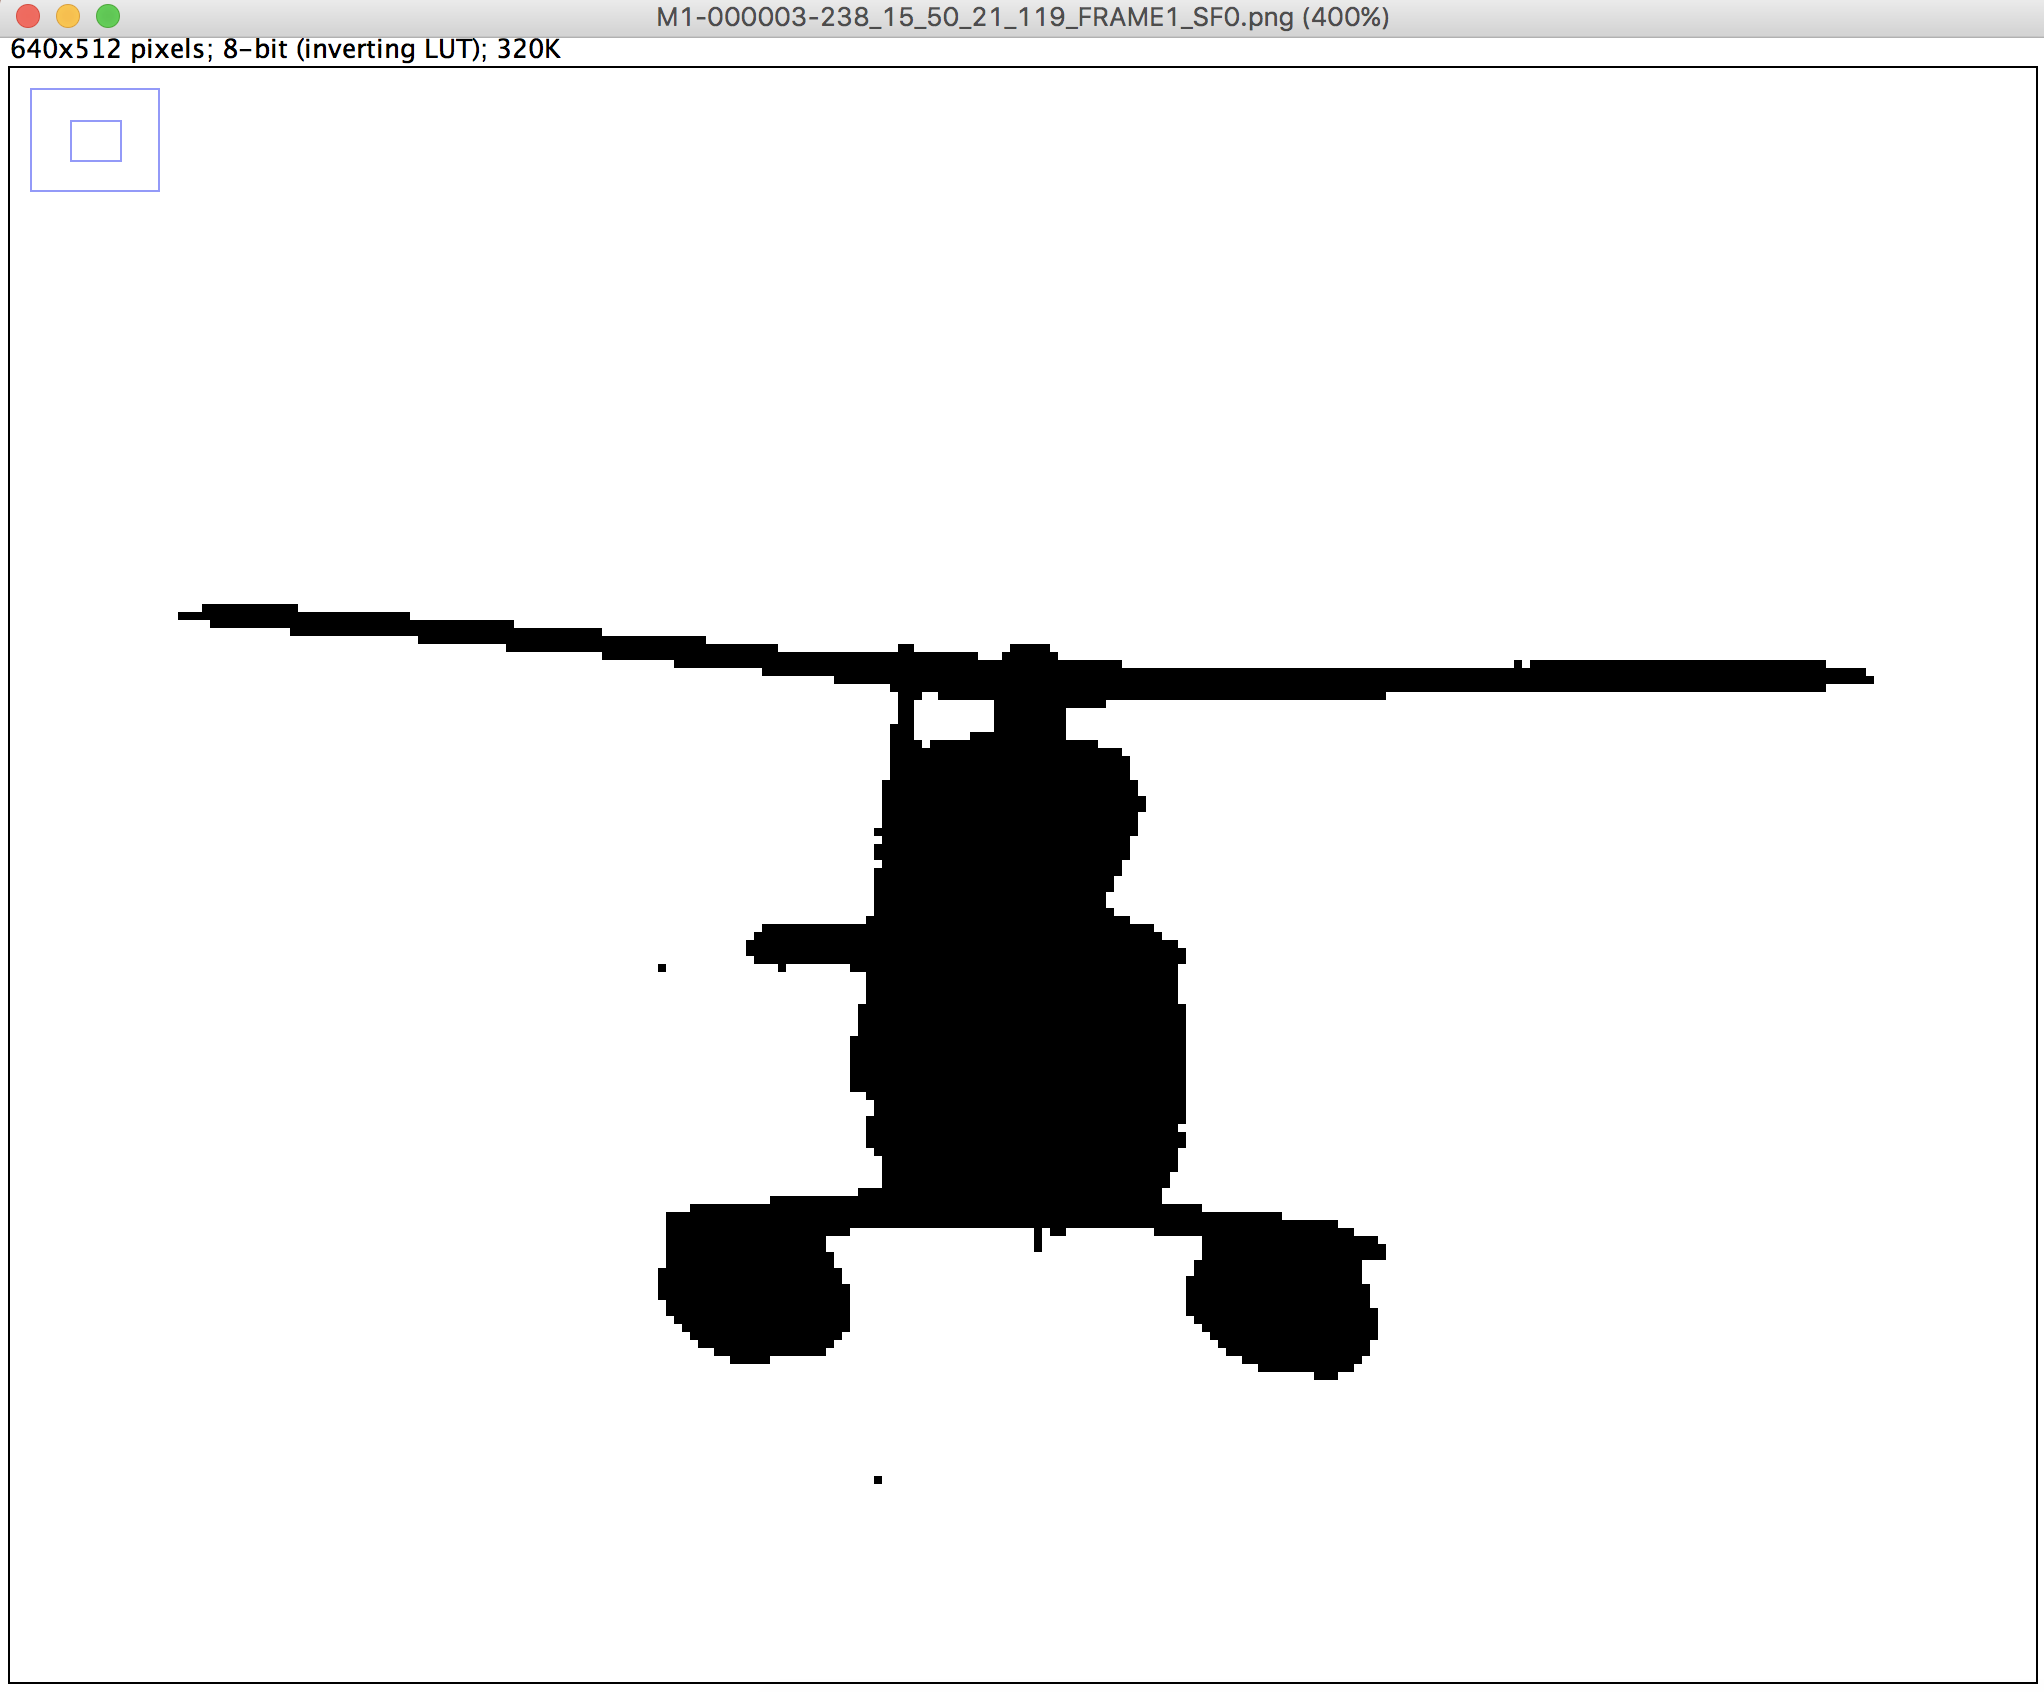 M1-000003-238_15_50_21_119_FRAME1_SF0.png (400%)
640x512 pixels; 8-bit (inverting LUT); 320K